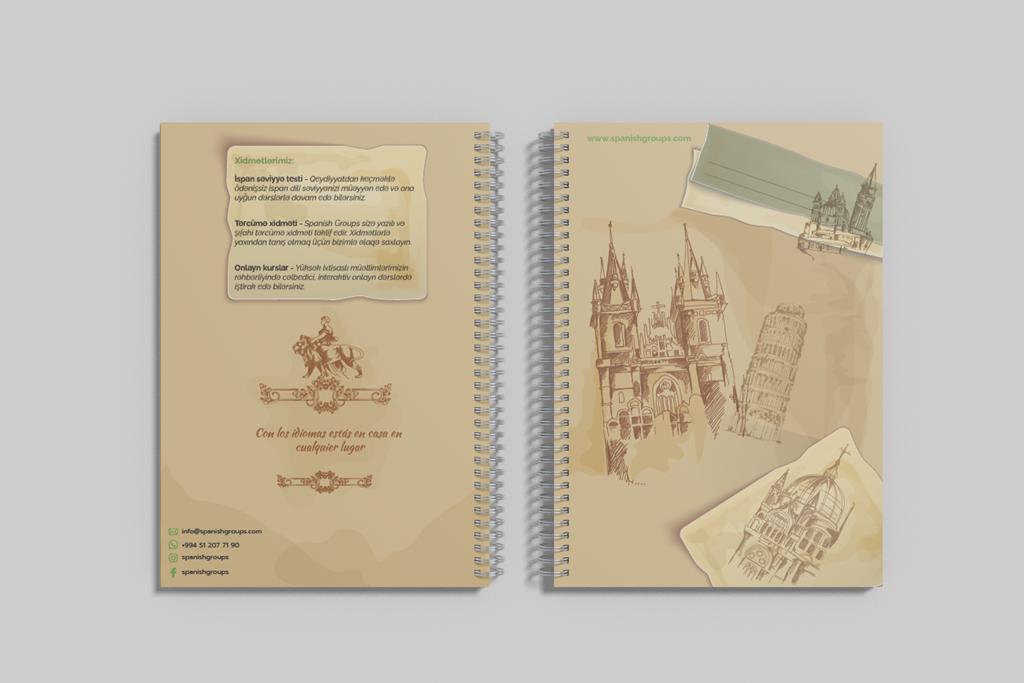 Xidmətlərimiz:
İspan səviyyə testi - Qeydiyyatdan keçməklə
ödənişsiz ispan dili səviyyənizi müəyyən edə və ona
uyğun dərslərlə davam edə bilərsiniz.
Tərcümə xidməti - Spanish Groups sizə yazılı və
şifahi tərcümə xidməti təklif edir. Xidmətlərlə
yaxından tanış olmaq üçün bizimlə əlaqə saxlayın.
Onlayn kurslar - Yüksək ixtisaslı müəllimlərimizin
rəhbərliyində cəlbedici, interaktiv onlayn dərslərdə
iştirak edə bilərsiniz.
Con los idiomas estás en casa en
cualquier lugar
info@spanishgroups.com
+994 51 207 71 90
spanishgroups
spanishgroups
www.spanishgroups.com